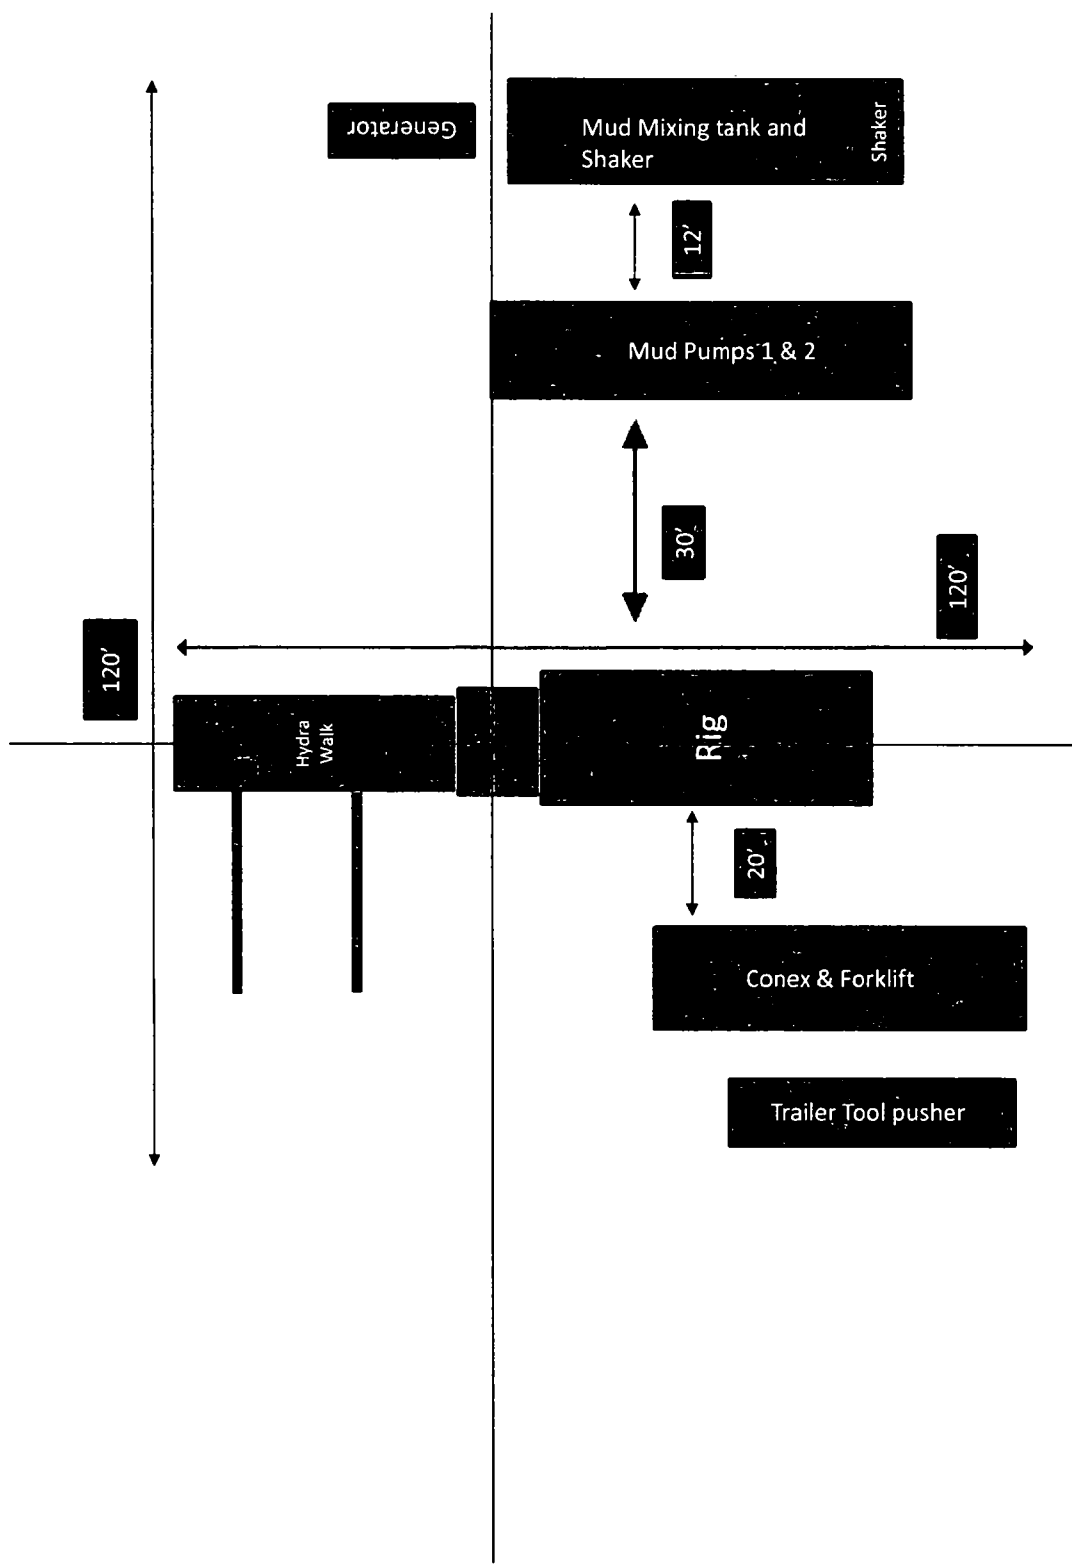 Generator
Mud Mixing tank and
Shaker
Shaker
12'
Mud Pumps 1 & 2
30'
120'
120'
Hydra
Walk
Rig
20'
Conex & Forklift
Trailer Tool pusher